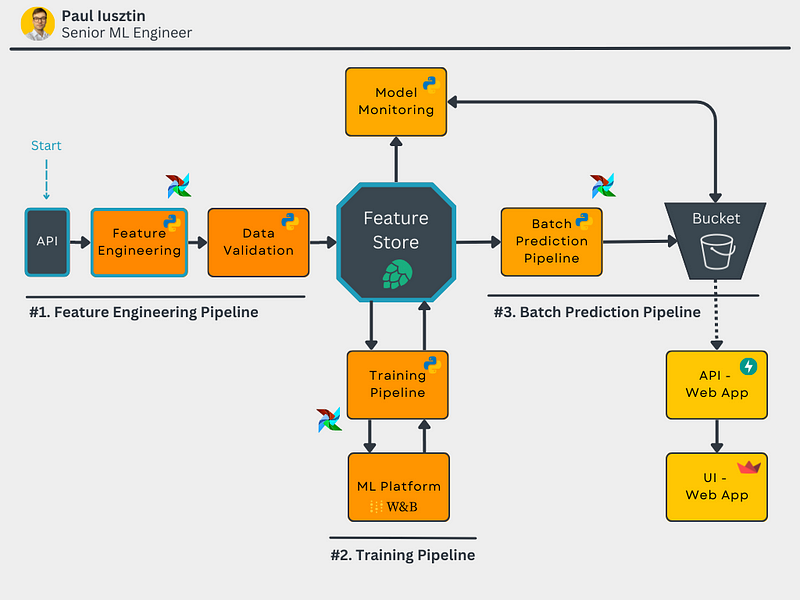 Paul Iusztin
Senior ML Engineer
Model
Monitoring
Start
API
Feature
Engineering
Data
Validation
Feature
Store
Batch
Prediction
Pipeline
Bucket
#1. Feature Engineering Pipeline
#3. Batch Prediction Pipeline
Training
Pipeline
API -
Web App
ML Platform
W&B
UI -
Web App
#2. Training Pipeline